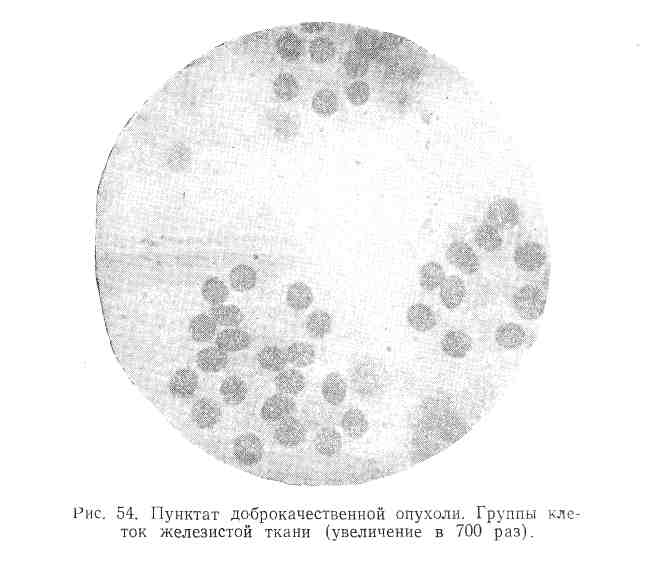 Рис. 54. Пунктат доброкачественной опухоли. Группы кле-
ток железистой ткани (увеличение в 700 раз).